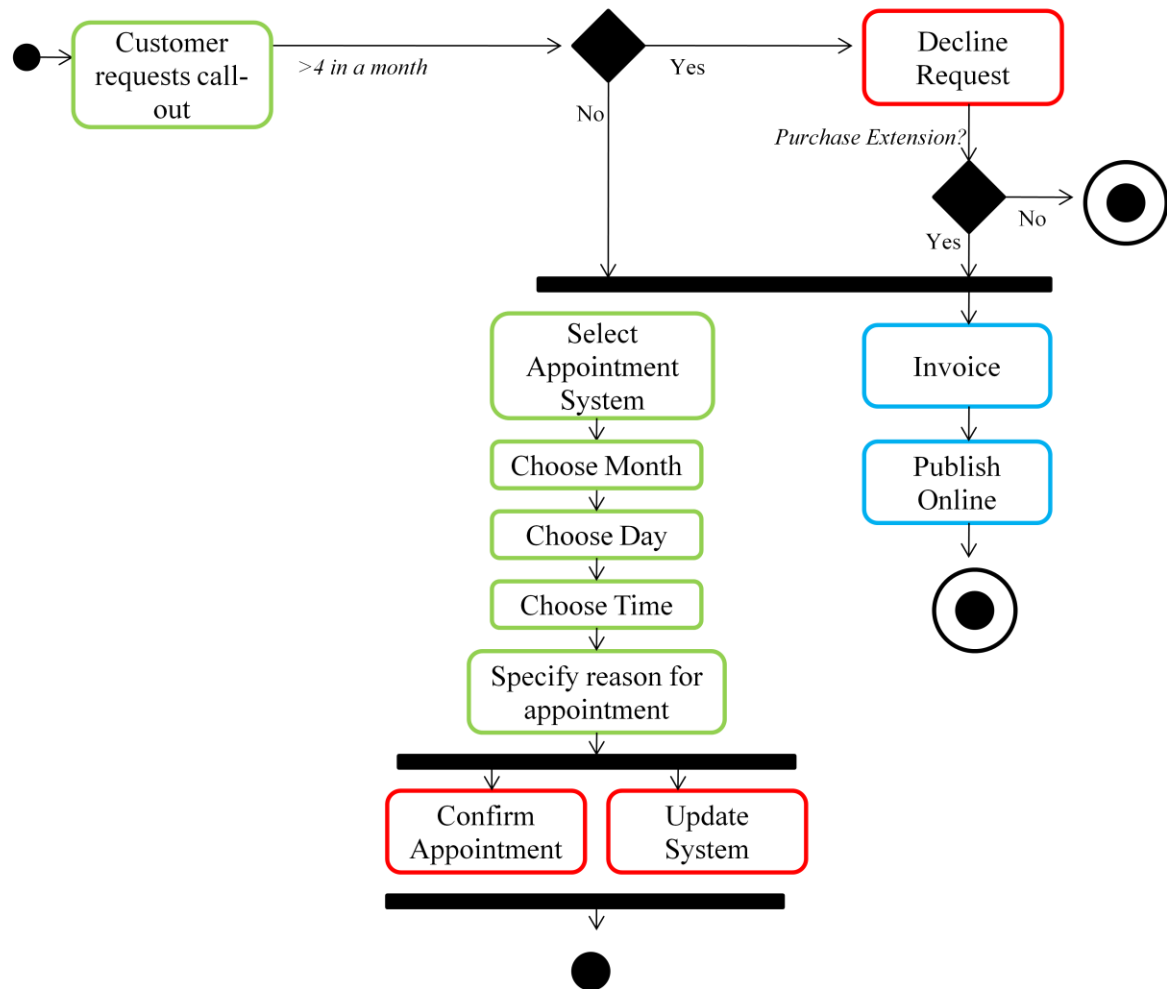 Customer
requests call-
out
>4 in a month
Yes
Decline
Request
No
Purchase Extension?
No
Yes
Select
Appointment
System
Invoice
Choose Month
Publish
Online
Choose Day
Choose Time
Specify reason for
appointment
Confirm
Appointment
Update
System